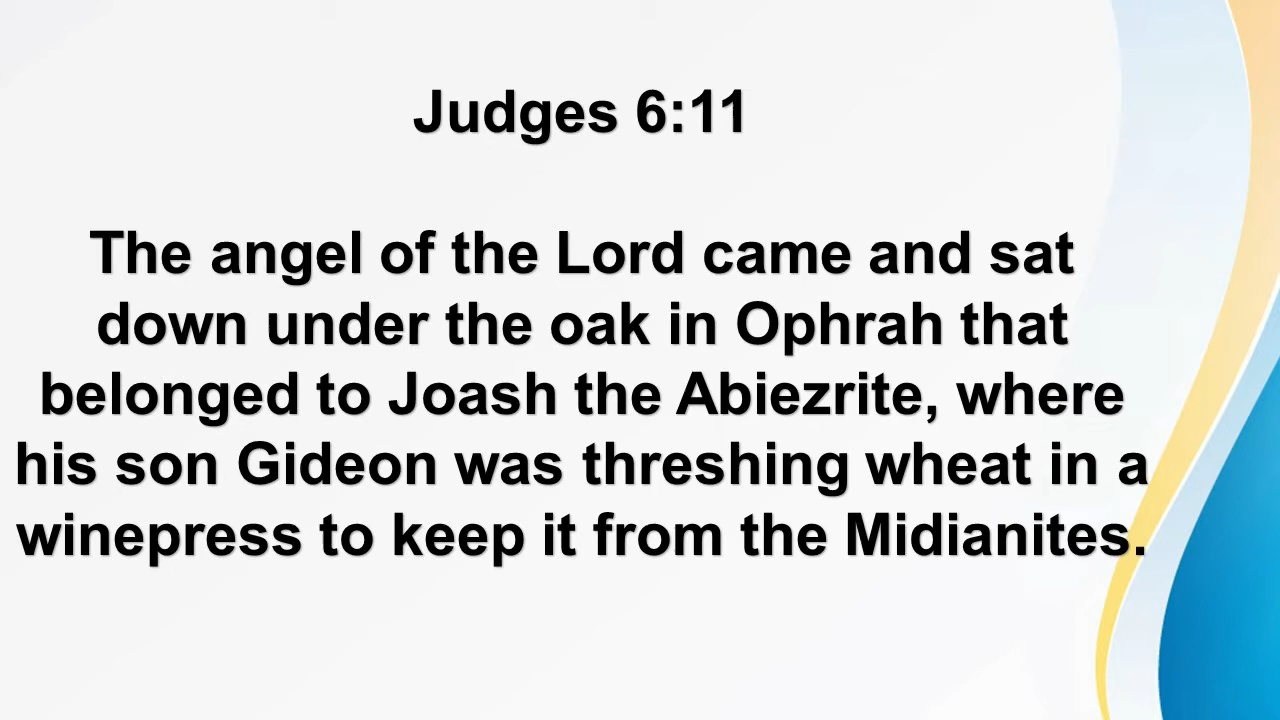 Judges 6:11
The angel of the Lord came and sat
down under the oak in Ophrah that
belonged to Joash the Abiezrite, where
his son Gideon was threshing wheat in a
winepress to keep it from the Midianites.